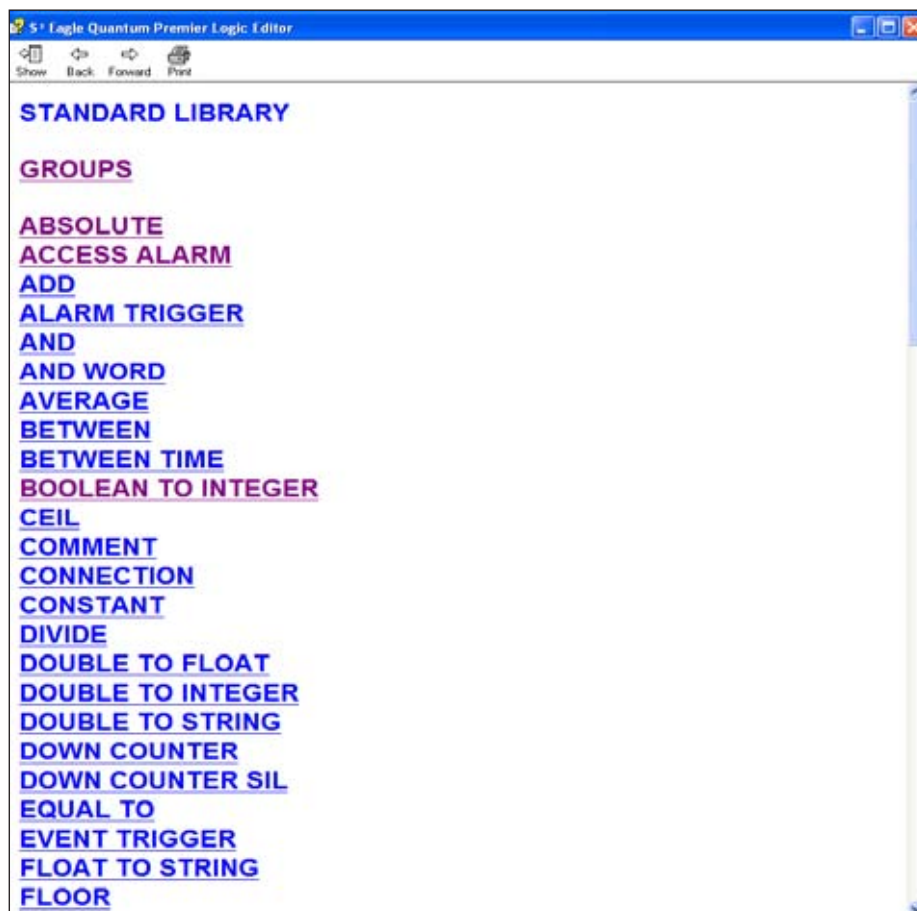 S³ Eagle Quantum Premier Logic Editor
Show Back Forward Print
STANDARD LIBRARY
GROUPS
ABSOLUTE
ACCESS ALARM
ADD
ALARM TRIGGER
AND
AND WORD
AVERAGE
BETWEEN
BETWEEN TIME
BOOLEAN TO INTEGER
CEIL
COMMENT
CONNECTION
CONSTANT
DIVIDE
DOUBLE TO FLOAT
DOUBLE TO INTEGER
DOUBLE TO STRING
DOWN COUNTER
DOWN COUNTER SIL
EQUAL TO
EVENT TRIGGER
FLOAT TO STRING
FLOOR